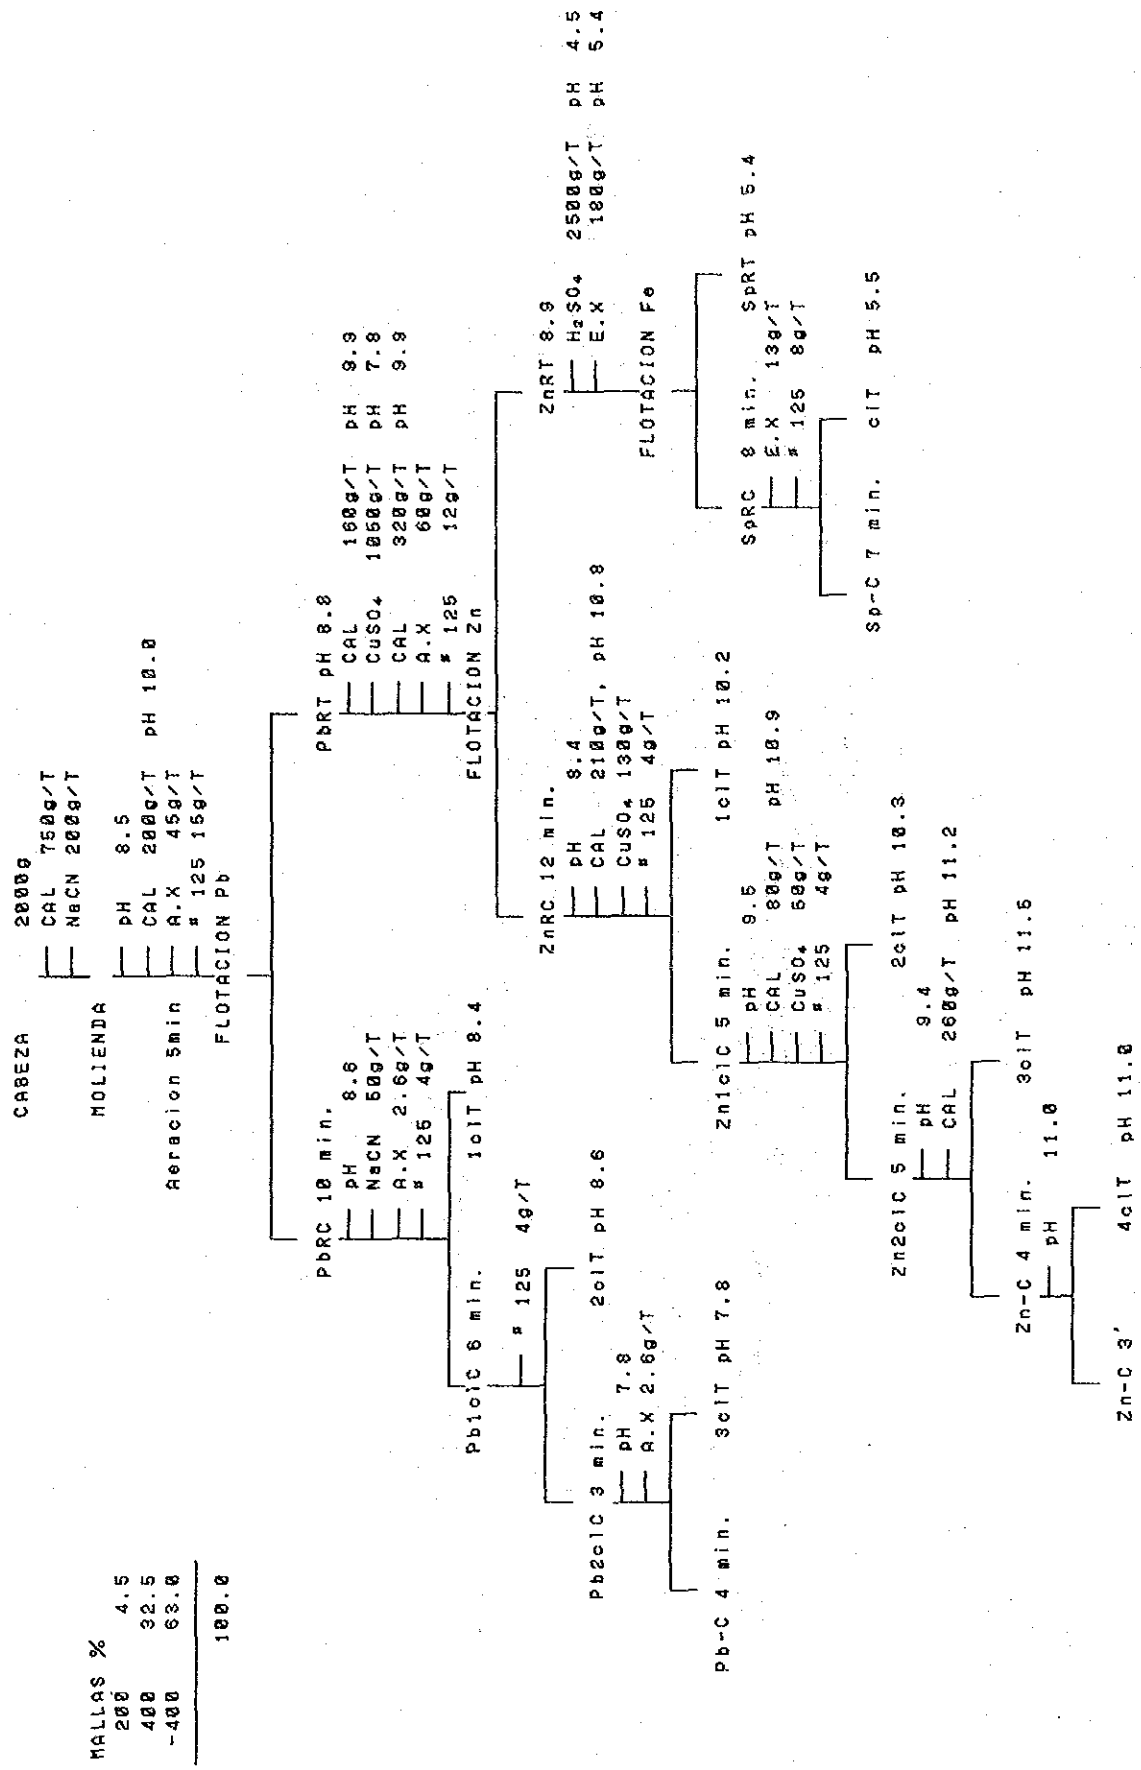 CABEZA 2000g
CAL 750g/T
NaCN 200g/T
MOLIENDA
pH 8.5
CAL 200g/T pH 10.0
Aeracion 5min A.X 45g/T
# 125 15g/T
FLOTACION Pb
MALLAS %
200 4.5
400 32.5
-400 63.0
100.0
PbRC 10 min.
pH 8.6
NaCN 50g/T
A.X 2.6g/T
# 125 4g/T
Pb1clC 6 min. 1clT pH 8.4
# 125 4g/T
Pb2clC 3 min. 2clT pH 8.6
pH 7.8
A.X 2.6g/T
Pb-C 4 min. 3clT pH 7.8
PbRT pH 8.8
CAL 160g/T pH 9.9
CuSO₄ 1050g/T pH 7.8
CAL 320g/T pH 9.9
A.X 60g/T
# 125 12g/T
FLOTACION Zn
ZnRC 12 min.
pH 8.4
CAL 210g/T, pH 10.8
CuSO₄ 130g/T
# 125 4g/T
Zn1clC 5 min. 1clT pH 10.2
pH 9.5
CAL 80g/T pH 10.9
CuSO₄ 50g/T
# 125 4g/T
Zn2clC 5 min. 2clT pH 10.3
pH 9.4
CAL 260g/T pH 11.2
Zn-C 4 min. 3clT pH 11.5
pH 11.0
Zn-C 3' 4clT pH 11.0
ZnRT 8.9
H₂SO₄ 2500g/T pH 4.5
E.X 180g/T pH 5.4
FLOTACION Fe
SpRC 8 min. SpRT pH 5.4
E.X 13g/T
# 125 8g/T
Sp-C 7 min. clT pH 5.5